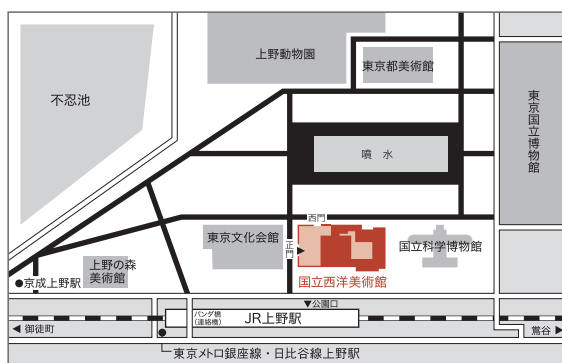 上野動物園
東京都美術館
不忍池
東京国立博物館
噴水
西門
東京文化会館
正門
国立科学博物館
上野の森
美術館
国立西洋美術館
京成上野駅
▼公園口
パンダ橋
(連絡橋)
JR上野駅
◀御徒町
鶯谷▶
東京メトロ銀座線・日比谷線上野駅